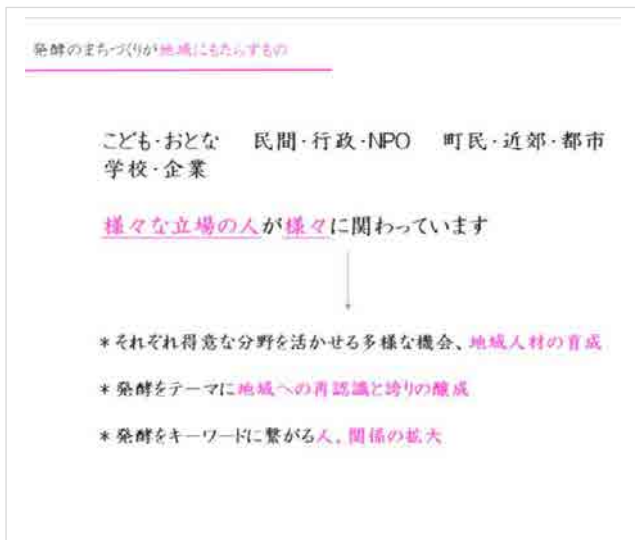 発酵のまちづくりが地域にもたらすもの
こども・おとな　民間・行政・NPO　町民・近郊・都市
学校・企業
様々な立場の人が様々に関わっています
＊それぞれ得意な分野を活かせる多様な機会、地域人材の育成
＊発酵をテーマに地域への再認識と誇りの醸成
＊発酵をキーワードに繋がる人、関係の拡大